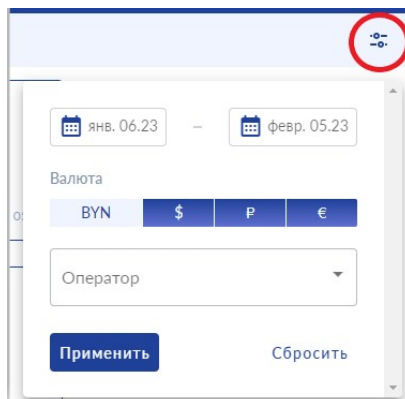 янв. 06.23 – февр. 05.23
Валюта
BYN $ ₽ €
Оператор
Применить Сбросить